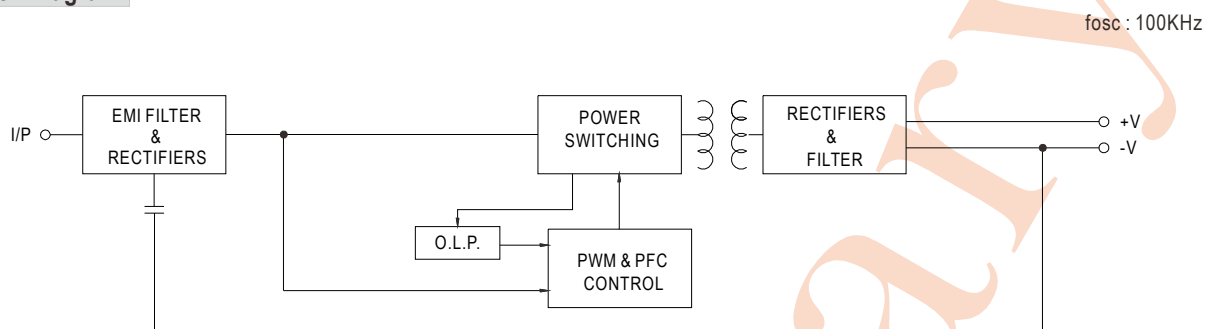 fosc : 100KHz
I/P
EMI FILTER
&
RECTIFIERS
POWER
SWITCHING
RECTIFIERS
&
FILTER
+V
-V
O.L.P.
PWM & PFC
CONTROL